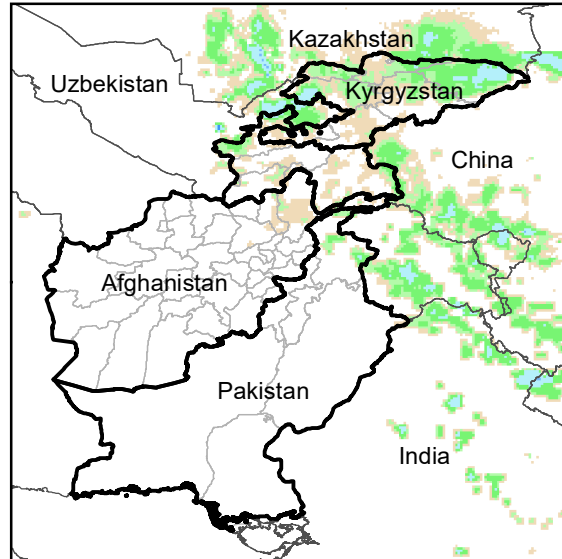 Kazakhstan
Uzbekistan
Kyrgyzstan
China
Afghanistan
Pakistan
India